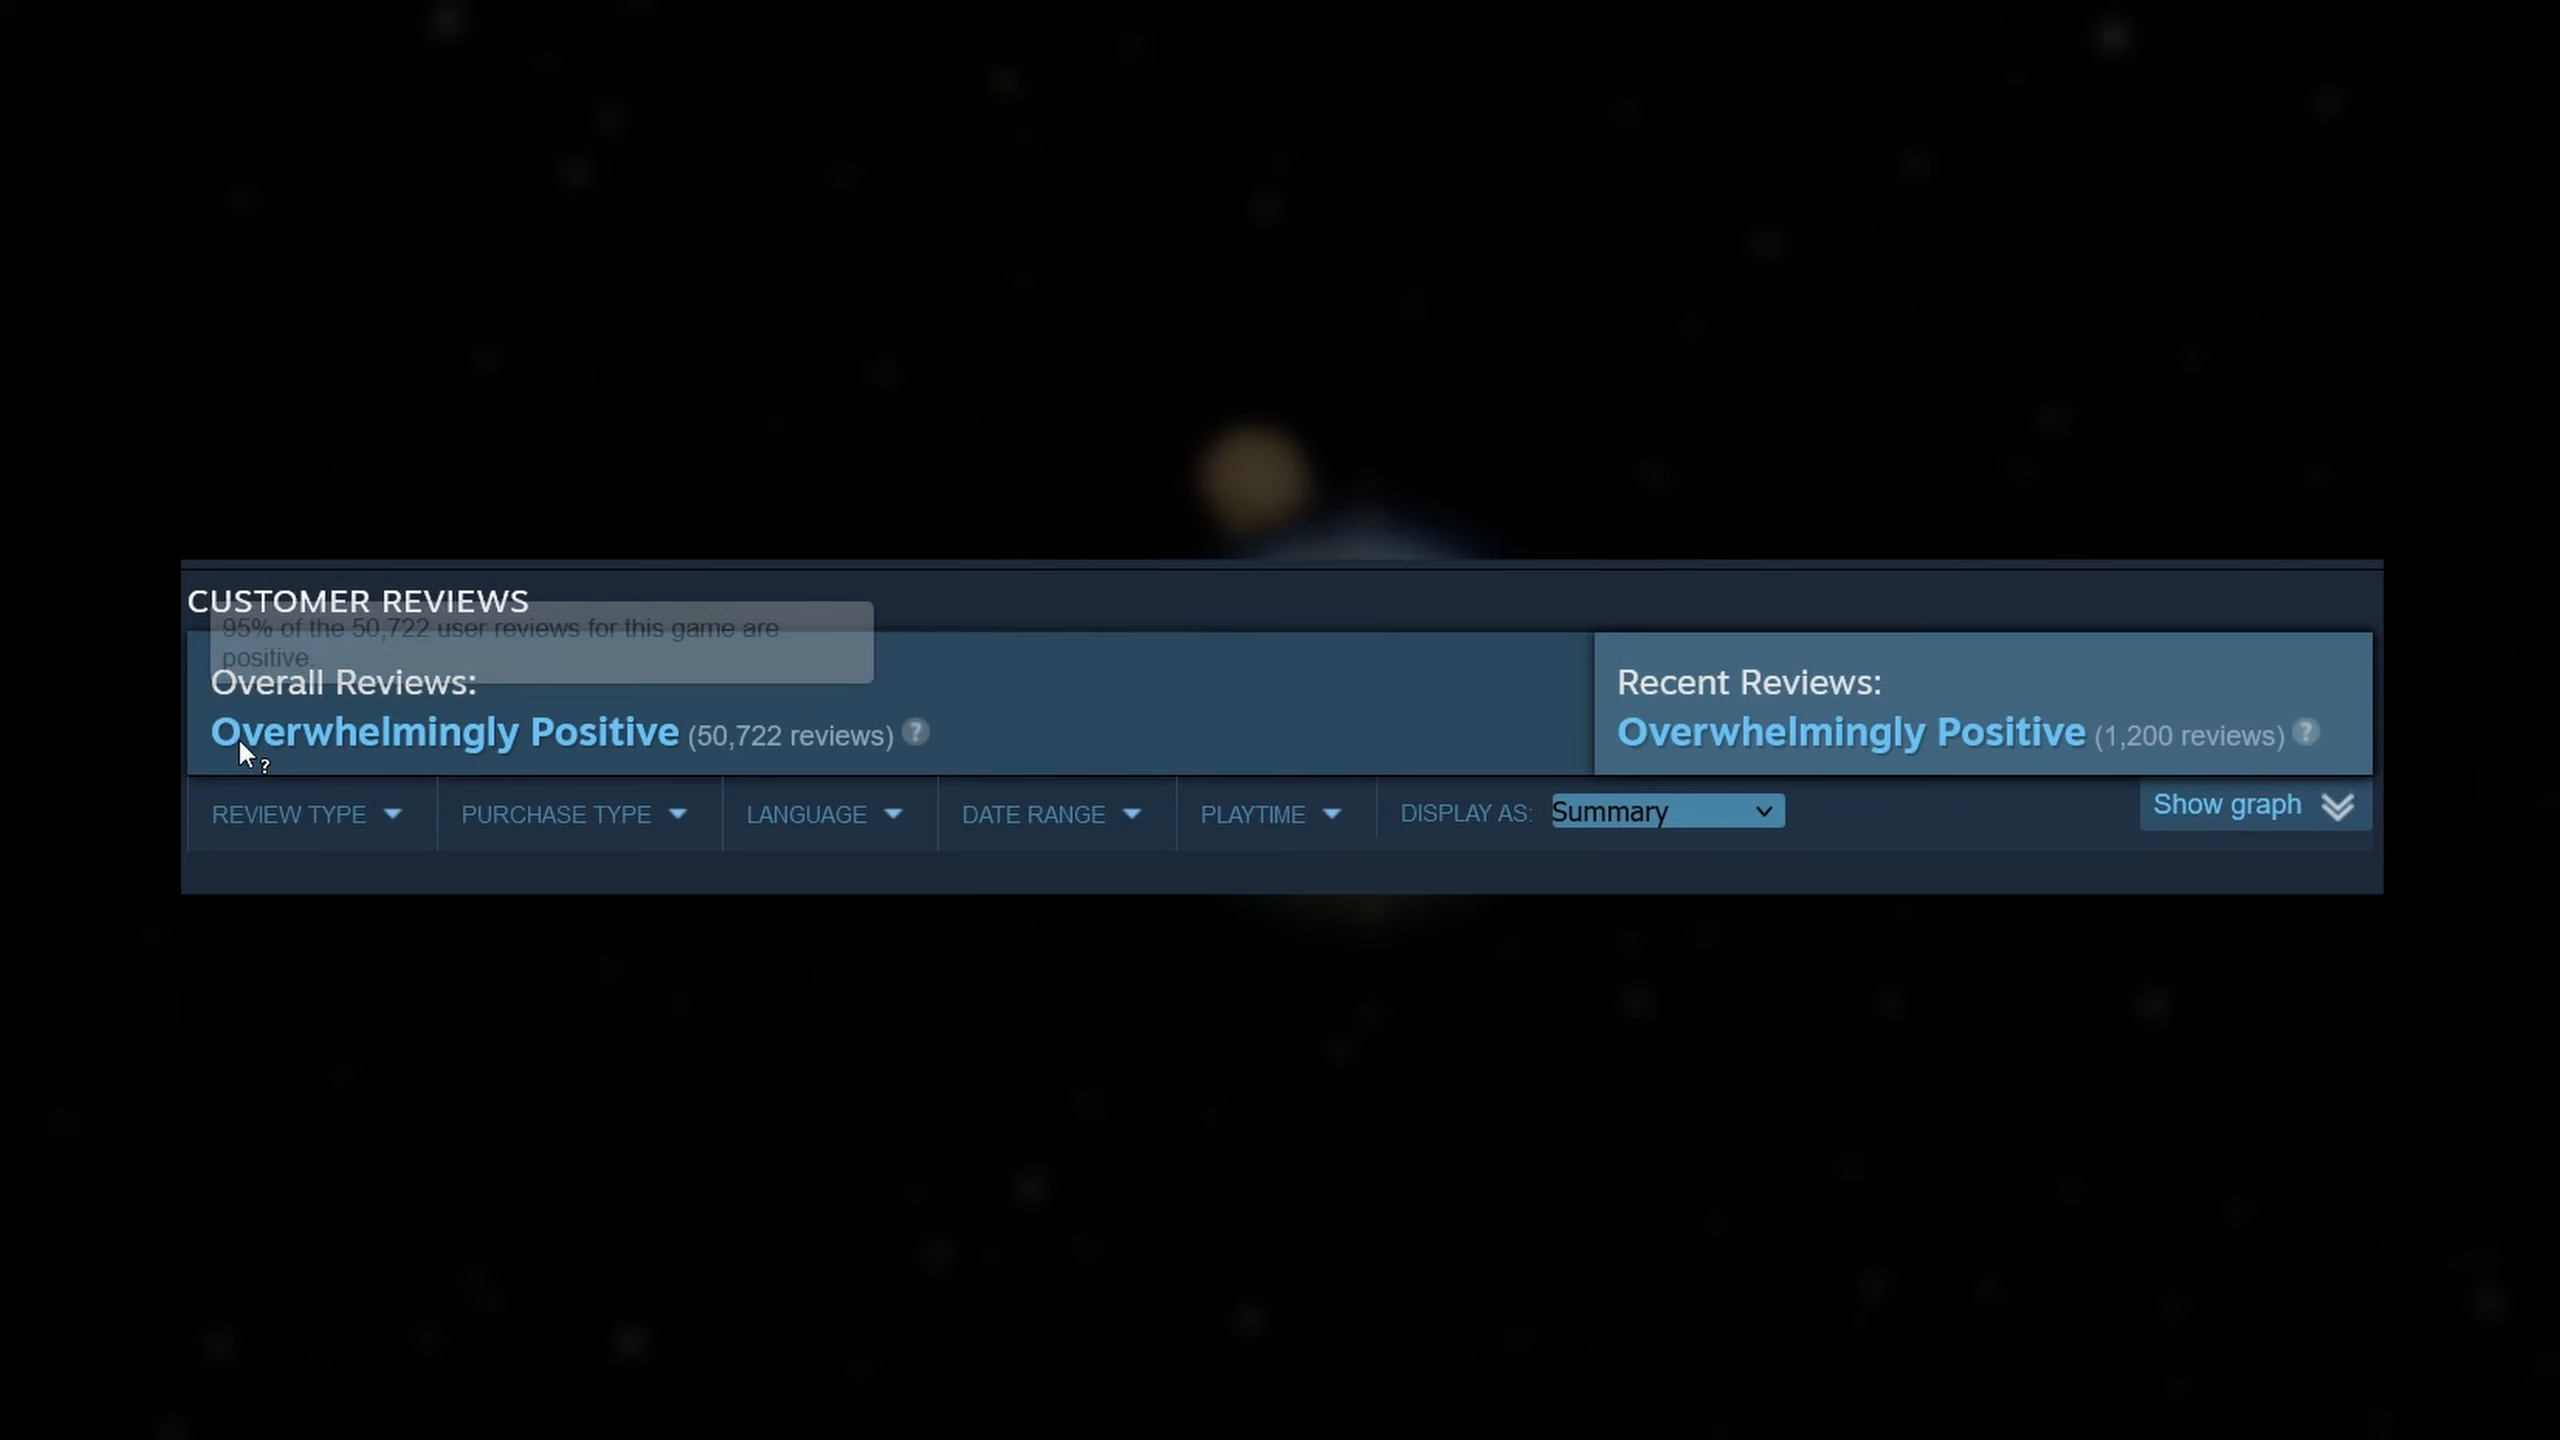 CUSTOMER REVIEWS
95% of the 50,722 user reviews for this game are
positive.
Overall Reviews:
Overwhelmingly Positive (50,722 reviews) ?
Recent Reviews:
Overwhelmingly Positive (1,200 reviews) ?
REVIEW TYPE PURCHASE TYPE LANGUAGE DATE RANGE PLAYTIME DISPLAY AS: Summary Show graph